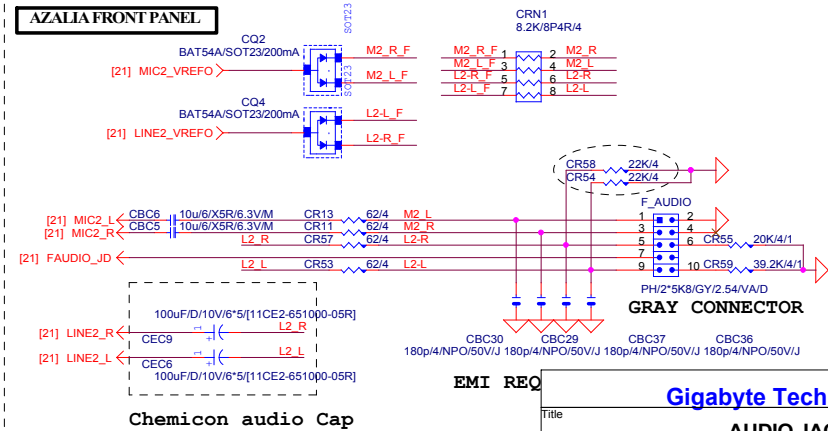 AZALIA FRONT PANEL
CQ2
BAT54A/SOT23/200mA
SOT23
[21] MIC2_VREFO
M2_R_F
M2_L_F
CQ4
BAT54A/SOT23/200mA
SOT23
[21] LINE2_VREFO
L2-L_F
L2-R_F
CRN1
8.2K/8P4R/4
M2_R_F 1 2 M2_R
M2_L_F 3 4 M2_L
L2-R_F 5 6 L2-R
L2-L_F 7 8 L2-L
CR58 22K/4
CR54 22K/4
F_AUDIO
[21] MIC2_L CBC6 10u/6/X5R/6.3V/M CR13 62/4 M2_L 1 2
[21] MIC2_R CBC5 10u/6/X5R/6.3V/M CR11 62/4 M2_R 3 4
L2_R CR57 62/4 L2-R 5 6 CR55 20K/4/1
[21] FAUDIO_JD 7
L2_L CR53 62/4 L2-L 9 10 CR59 39.2K/4/1
PH/2*5K8/GY/2.54/VA/D
GRAY CONNECTOR
100uF/D/10V/6*5/[11CE2-651000-05R]
[21] LINE2_R 1 + L2_R
CEC9
[21] LINE2_L 1 + L2_L
CEC6
100uF/D/10V/6*5/[11CE2-651000-05R]
Chemicon audio Cap
CBC30 CBC29 CBC37 CBC36
180p/4/NPO/50V/J 180p/4/NPO/50V/J 180p/4/NPO/50V/J 180p/4/NPO/50V/J
EMI REQ
Gigabyte Tech
Title
AUDIO JAC